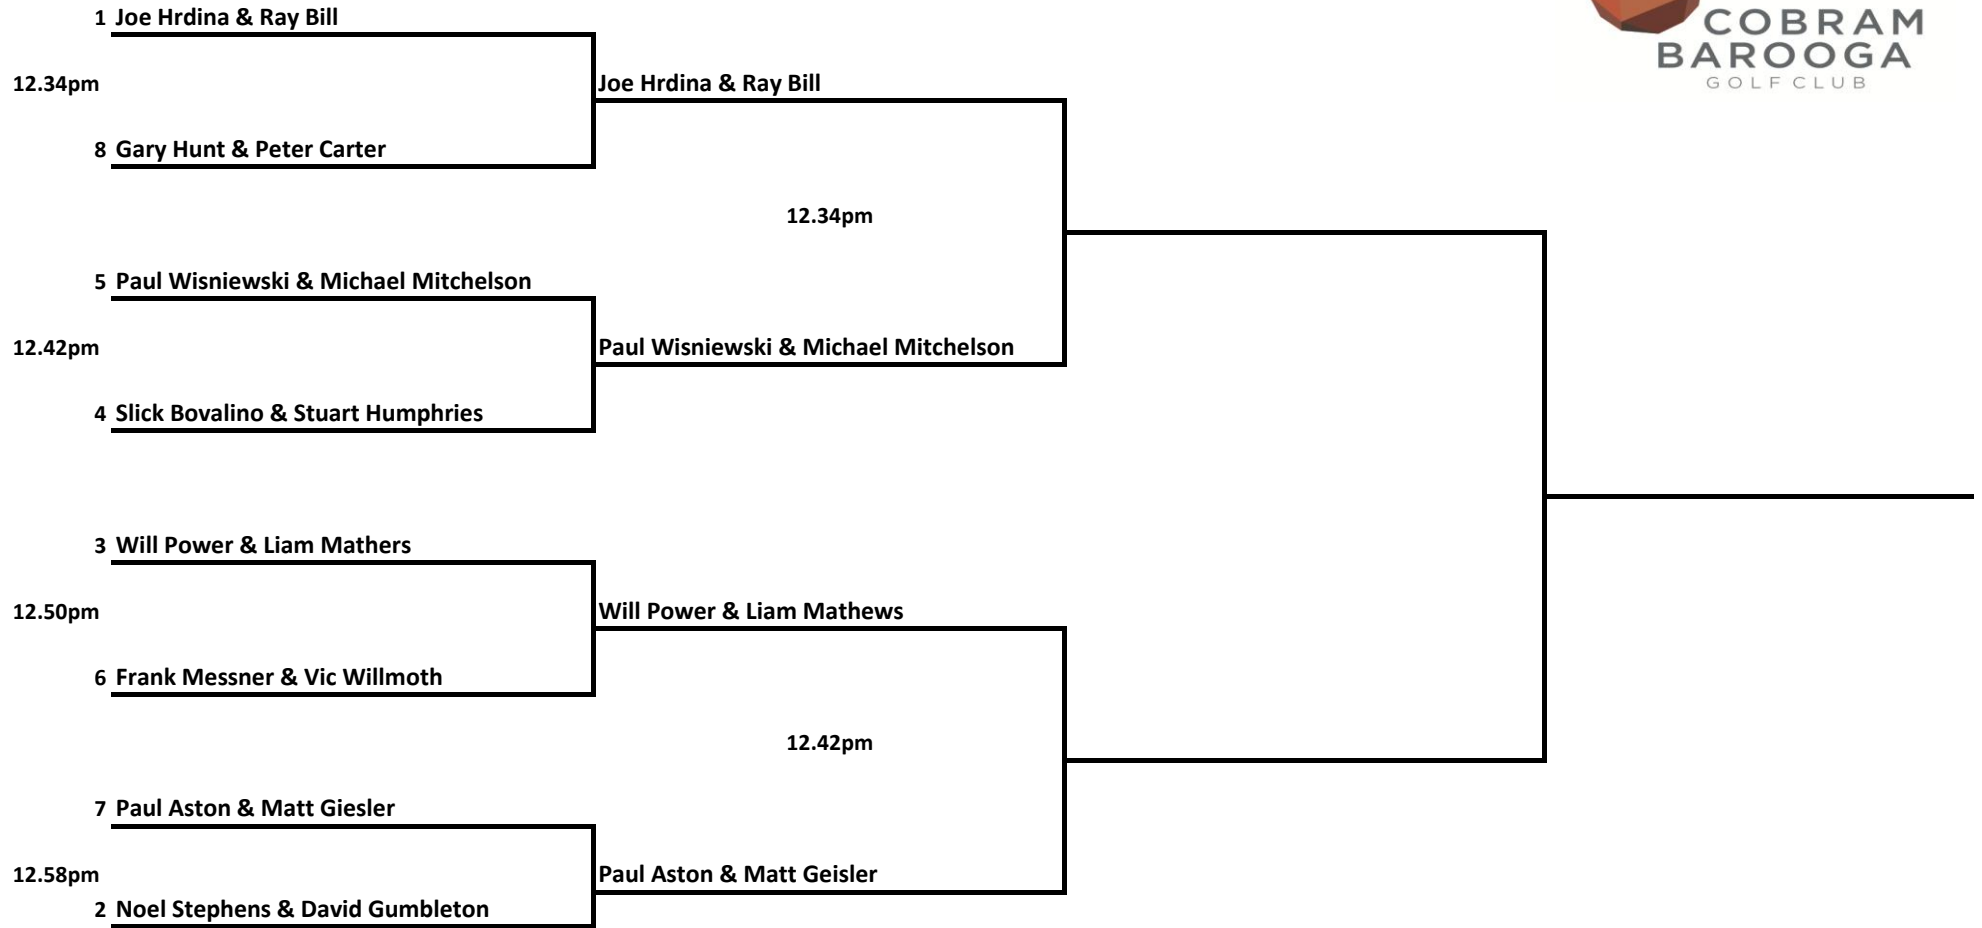 1 Joe Hrdina & Ray Bill
COBRAM
BAROOGA
GOLF CLUB
12.34pm
Joe Hrdina & Ray Bill
8 Gary Hunt & Peter Carter
12.34pm
5 Paul Wisniewski & Michael Mitchelson
12.42pm
Paul Wisniewski & Michael Mitchelson
4 Slick Bovalino & Stuart Humphries
3 Will Power & Liam Mathers
12.50pm
Will Power & Liam Mathews
6 Frank Messner & Vic Willmoth
12.42pm
7 Paul Aston & Matt Giesler
12.58pm
Paul Aston & Matt Geisler
2 Noel Stephens & David Gumbleton